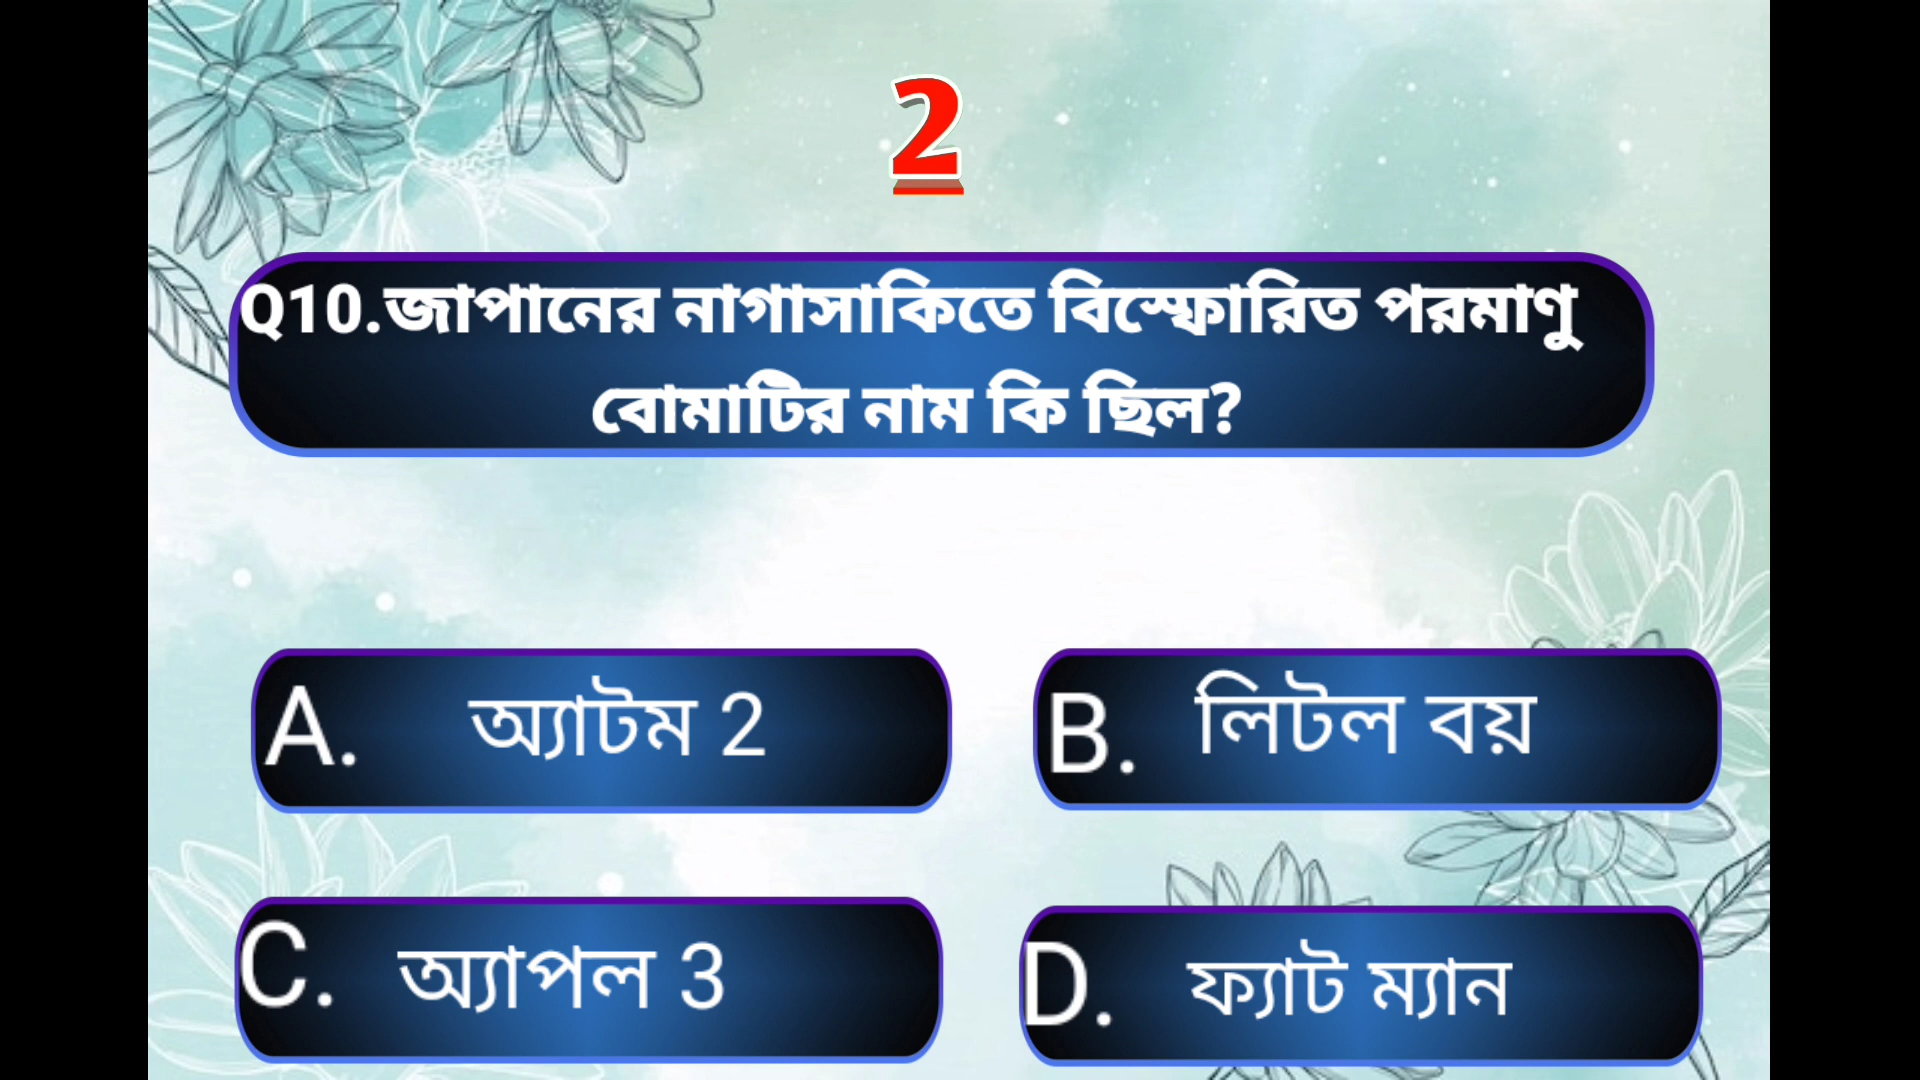 2
Q10.জাপানের নাগাসাকিতে বিস্ফোরিত পরমাণু
বোমাটির নাম কি ছিল?
A. অ্যাটম 2
B. লিটল বয়
C. অ্যাপল 3
D. ফ্যাট ম্যান